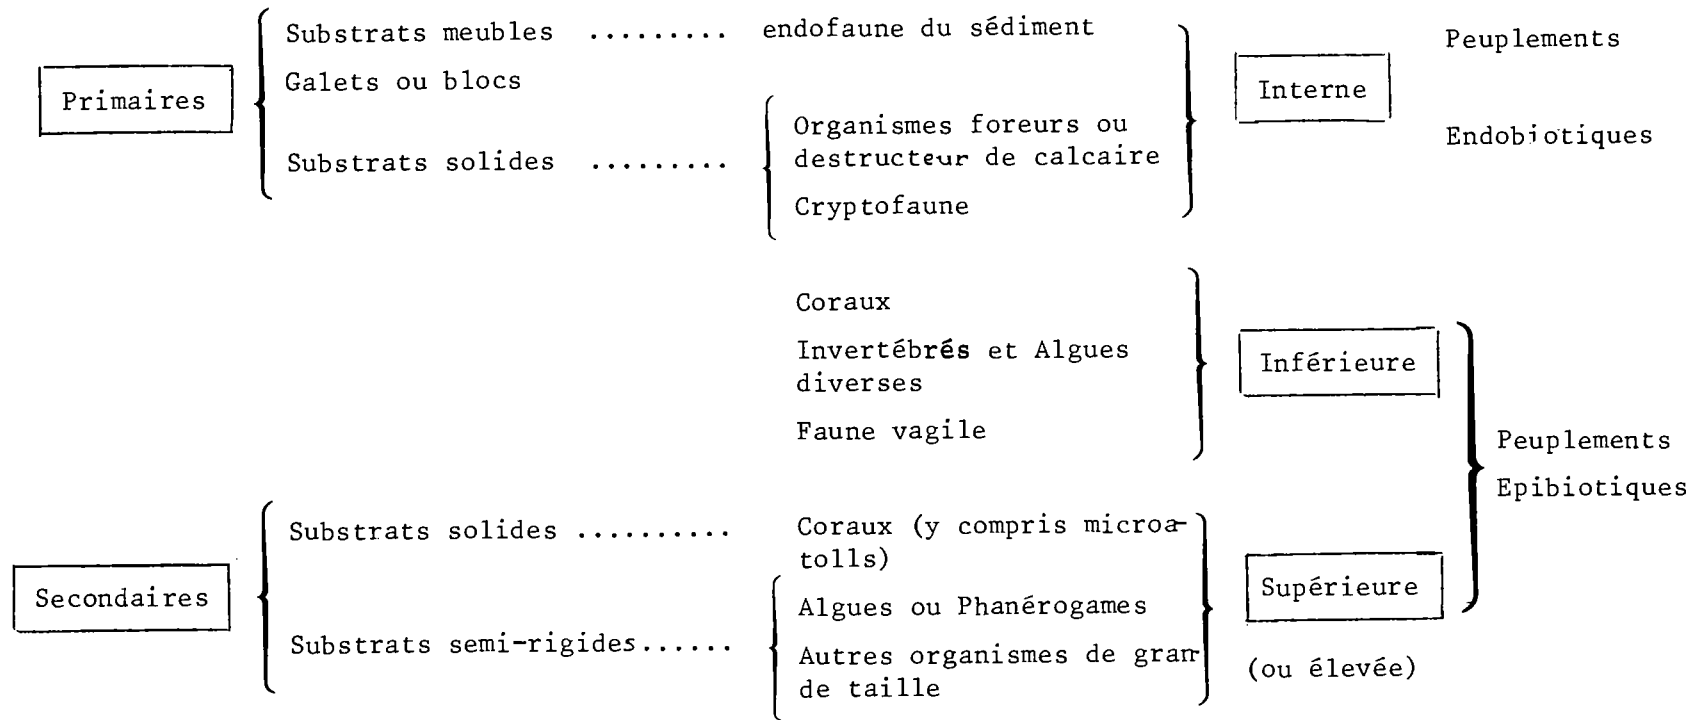 Substrats meubles ......... endofaune du sédiment
Peuplements
Galets ou blocs
Primaires
Interne
Organismes foreurs ou
destructeur de calcaire
Endobiotiques
Substrats solides .........
Cryptofaune
Coraux
Invertébrés et Algues
diverses
Inférieure
Faune vagile
Peuplements
Epibiotiques
Substrats solides ..........
Coraux (y compris microa-
tolls)
Secondaires
Supérieure
Algues ou Phanérogames
Substrats semi-rigides......
Autres organismes de gran-
de taille
(ou élevée)